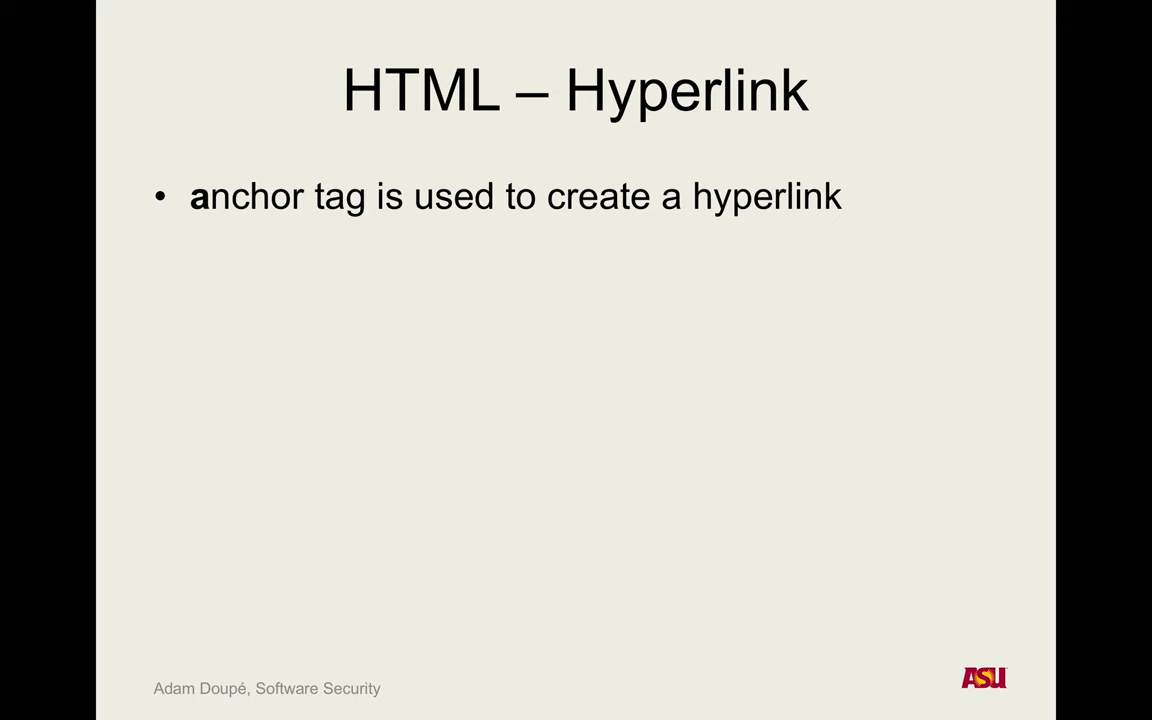 HTML – Hyperlink
• anchor tag is used to create a hyperlink
Adam Doupé, Software Security
ASU